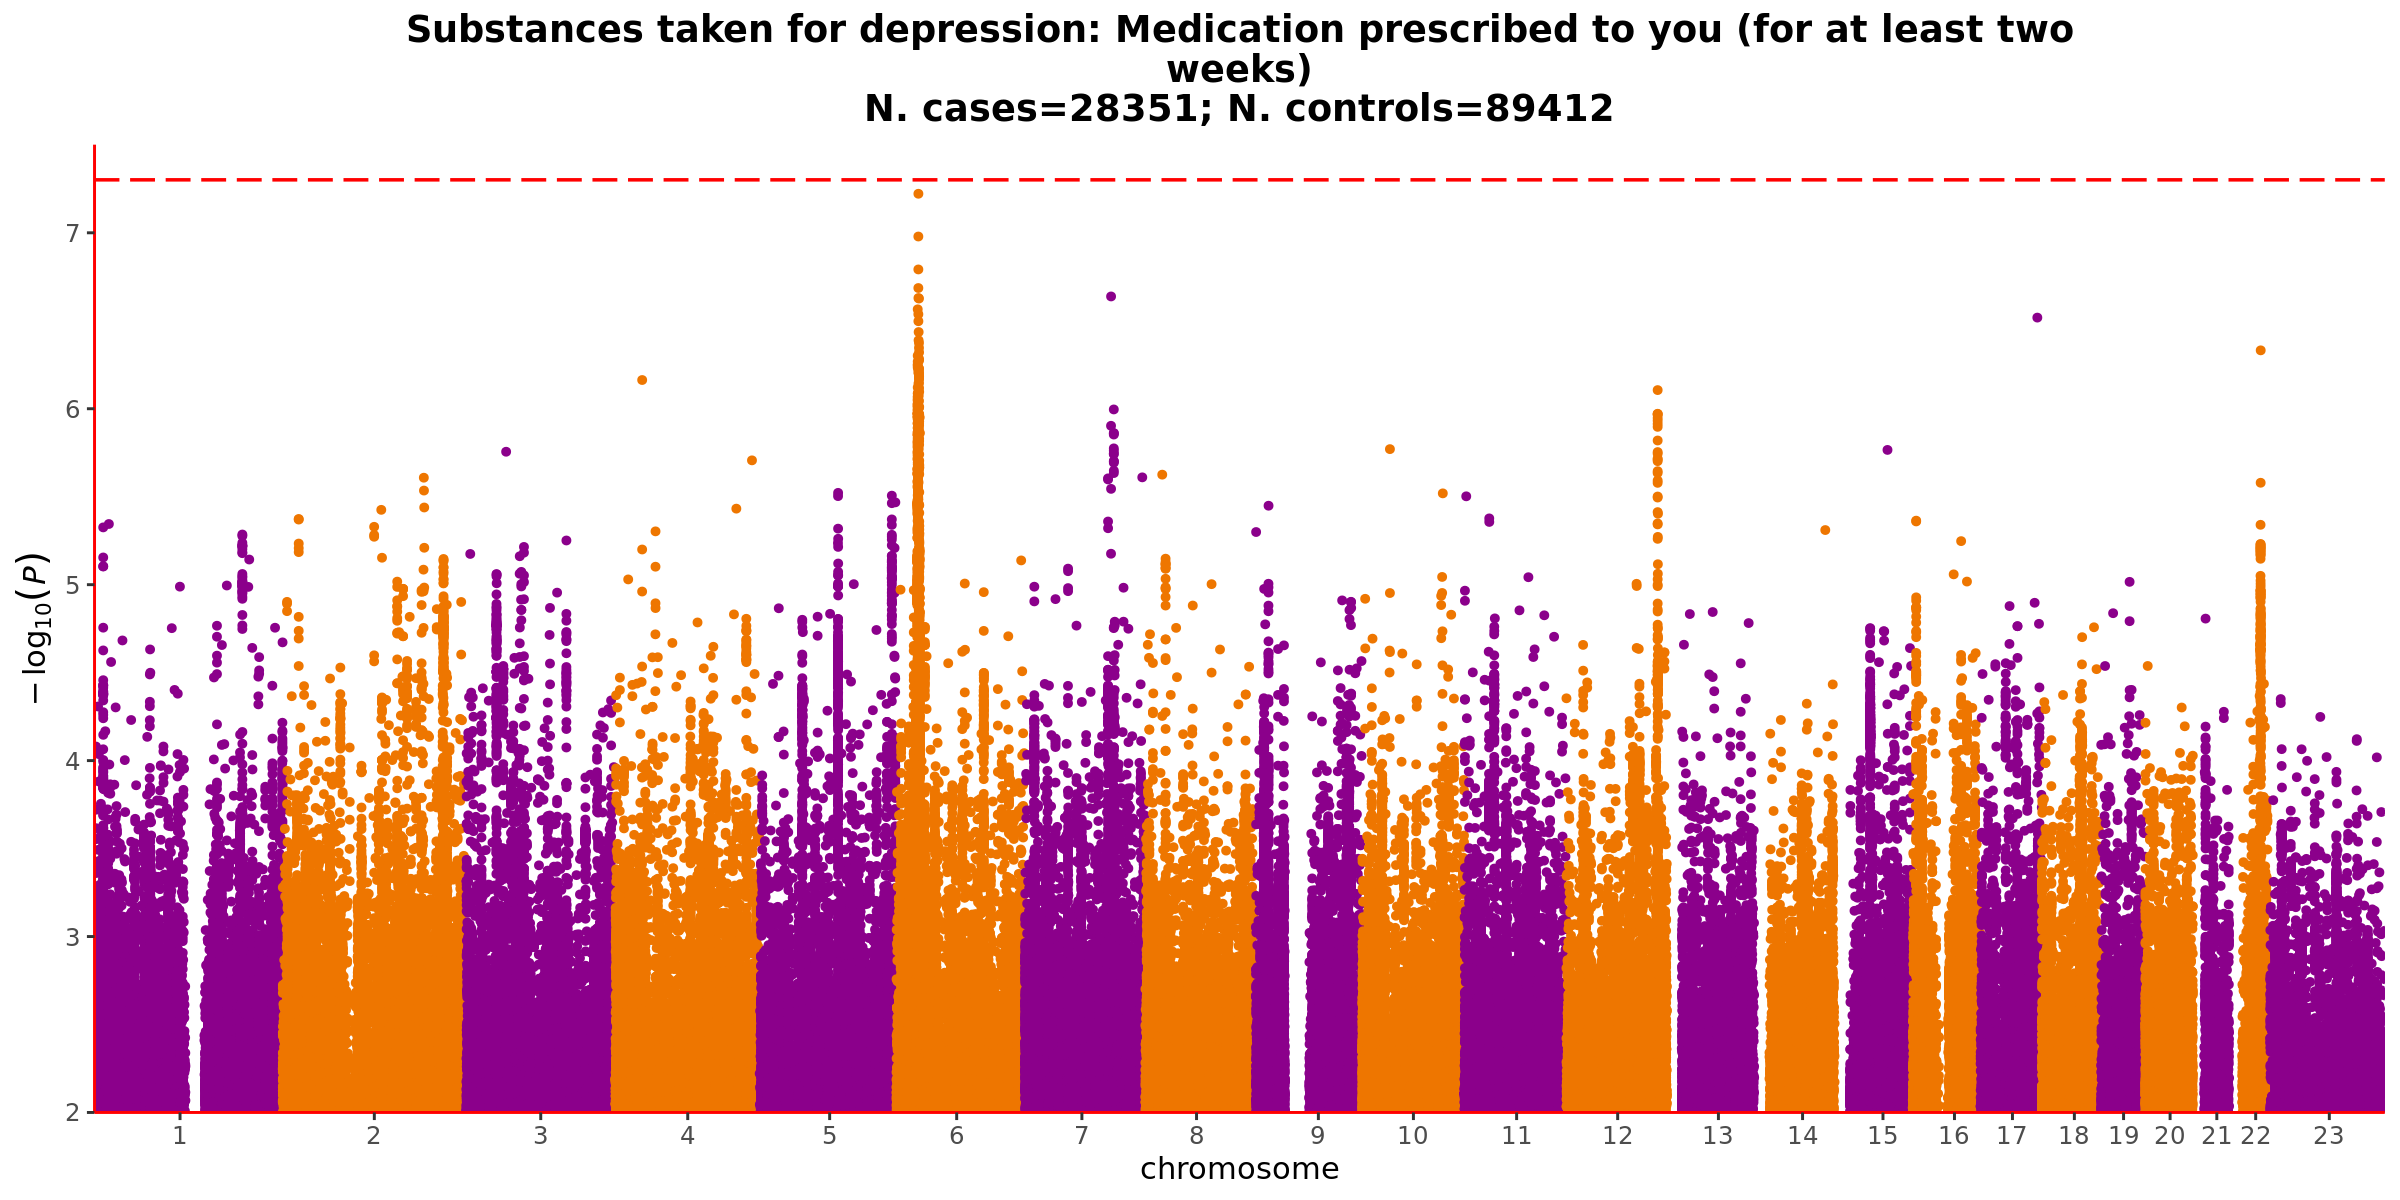 Substances taken for depression: Medication prescribed to you (for at least two
weeks)
N. cases=28351; N. controls=89412
−log10(P)
7
6
5
4
3
2
1 2 3 4 5 6 7 8 9 10 11 12 13 14 15 16 17 18 19 20 21 22 23
chromosome